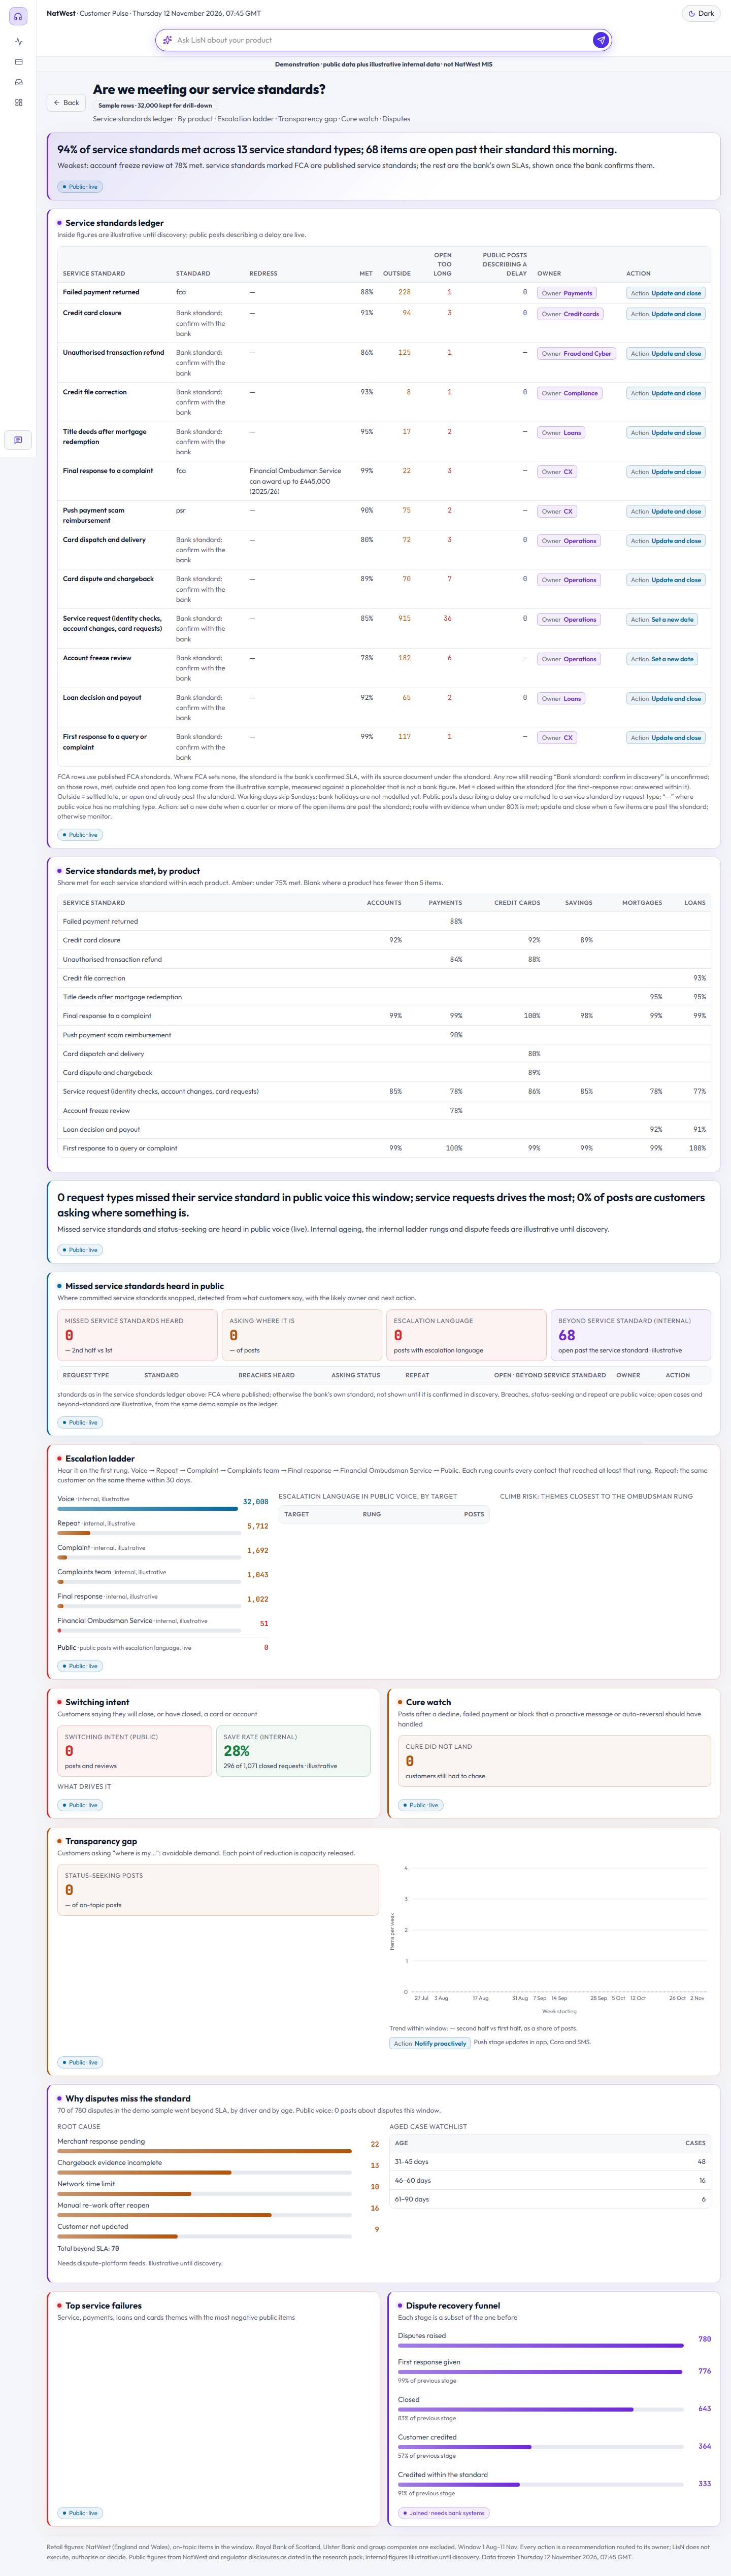 NatWest · Customer Pulse · Thursday 12 November 2026, 07:45 GMT
Dark
Ask LisN about your product
Demonstration · public data plus illustrative internal data · not NatWest MIS
← Back
Are we meeting our service standards?
Sample rows · 32,000 kept for drill-down
Service standards ledger · By product · Escalation ladder · Transparency gap · Cure watch · Disputes
94% of service standards met across 13 service standard types; 68 items are open past their standard this morning.
Weakest: account freeze review at 78% met. service standards marked FCA are published service standards; the rest are the bank's own SLAs, shown once the bank confirms them.
Public · live
Service standards ledger
Inside figures are illustrative until discovery; public posts describing a delay are live.
SERVICE STANDARD STANDARD REDRESS MET OUTSIDE OPEN TOO LONG PUBLIC POSTS DESCRIBING A DELAY OWNER ACTION
Failed payment returned fca — 88% 228 1 0 Owner Payments Action Update and close
Credit card closure Bank standard: confirm with the bank — 91% 94 3 0 Owner Credit cards Action Update and close
Unauthorised transaction refund Bank standard: confirm with the bank — 86% 125 1 — Owner Fraud and Cyber Action Update and close
Credit file correction Bank standard: confirm with the bank — 93% 8 1 0 Owner Compliance Action Update and close
Title deeds after mortgage redemption Bank standard: confirm with the bank — 95% 17 2 — Owner Loans Action Update and close
Final response to a complaint fca Financial Ombudsman Service can award up to £445,000 (2025/26) 99% 22 3 — Owner CX Action Update and close
Push payment scam reimbursement psr — 90% 75 2 — Owner CX Action Update and close
Card dispatch and delivery Bank standard: confirm with the bank — 80% 72 3 0 Owner Operations Action Update and close
Card dispute and chargeback Bank standard: confirm with the bank — 89% 70 7 0 Owner Operations Action Update and close
Service request (identity checks, account changes, card requests) Bank standard: confirm with the bank — 85% 915 36 0 Owner Operations Action Set a new date
Account freeze review Bank standard: confirm with the bank — 78% 182 6 — Owner Operations Action Set a new date
Loan decision and payout Bank standard: confirm with the bank — 92% 65 2 0 Owner Loans Action Update and close
First response to a query or complaint Bank standard: confirm with the bank — 99% 117 1 — Owner CX Action Update and close
FCA rows use published FCA standards. Where FCA sets none, the standard is the bank's confirmed SLA, with its source document under the standard. Any row still reading "Bank standard: confirm in discovery" is unconfirmed;
on those rows, met, outside and open too long come from the illustrative sample, measured against a placeholder that is not a bank figure. Met = closed within the standard (for the first-response row: answered within it).
Outside = settled late, or open and already past the standard. Working days skip Sundays; bank holidays are not modelled yet. Public posts describing a delay are matched to a service standard by request type; "—" where
public voice has no matching type. Action: set a new date when a quarter or more of the open items are past the standard; route with evidence when under 80% is met; update and close when a few items are past the standard;
otherwise monitor.
Public · live
Service standards met, by product
Share met for each service standard within each product. Amber: under 75% met. Blank where a product has fewer than 5 items.
SERVICE STANDARD ACCOUNTS PAYMENTS CREDIT CARDS SAVINGS MORTGAGES LOANS
Failed payment returned 88%
Credit card closure 92% 92% 89%
Unauthorised transaction refund 84% 88%
Credit file correction 93%
Title deeds after mortgage redemption 95% 95%
Final response to a complaint 99% 99% 100% 98% 99% 99%
Push payment scam reimbursement 90%
Card dispatch and delivery 80%
Card dispute and chargeback 89%
Service request (identity checks, account changes, card requests) 85% 78% 86% 85% 78% 77%
Account freeze review 78%
Loan decision and payout 92% 91%
First response to a query or complaint 99% 100% 99% 99% 99% 100%
0 request types missed their service standard in public voice this window; service requests drives the most; 0% of posts are customers
asking where something is.
Missed service standards and status-seeking are heard in public voice (live). Internal ageing, the internal ladder rungs and dispute feeds are illustrative until discovery.
Public · live
Missed service standards heard in public
Where committed service standards snapped, detected from what customers say, with the likely owner and next action.
MISSED SERVICE STANDARDS HEARD
0
— 2nd half vs 1st
ASKING WHERE IT IS
0
— of posts
ESCALATION LANGUAGE
0
posts with escalation language
BEYOND SERVICE STANDARD (INTERNAL)
68
open past the service standard · illustrative
REQUEST TYPE STANDARD BREACHES HEARD ASKING STATUS REPEAT OPEN · BEYOND SERVICE STANDARD OWNER ACTION
standards as in the service standards ledger above: FCA where published; otherwise the bank's own standard, not shown until it is confirmed in discovery. Breaches, status-seeking and repeat are public voice; open cases and
beyond-standard are illustrative, from the same demo sample as the ledger.
Public · live
Escalation ladder
Hear it on the first rung. Voice → Repeat → Complaint → Complaints team → Final response → Financial Ombudsman Service → Public. Each rung counts every contact that reached at least that rung. Repeat: the same
customer on the same theme within 30 days.
Voice · internal, illustrative 32,000
Repeat · internal, illustrative 5,712
Complaint · internal, illustrative 1,692
Complaints team · internal, illustrative 1,043
Final response · internal, illustrative 1,022
Financial Ombudsman Service · internal, illustrative 51
Public · public posts with escalation language, live 0
ESCALATION LANGUAGE IN PUBLIC VOICE, BY TARGET
TARGET RUNG POSTS
CLIMB RISK: THEMES CLOSEST TO THE OMBUDSMAN RUNG
Public · live
Switching intent
Customers saying they will close, or have closed, a card or account
SWITCHING INTENT (PUBLIC)
0
posts and reviews
SAVE RATE (INTERNAL)
28%
296 of 1,071 closed requests · illustrative
WHAT DRIVES IT
Public · live
Cure watch
Posts after a decline, failed payment or block that a proactive message or auto-reversal should have
handled
CURE DID NOT LAND
0
customers still had to chase
Public · live
Transparency gap
Customers asking "where is my...": avoidable demand. Each point of reduction is capacity released.
STATUS-SEEKING POSTS
0
— of on-topic posts
Items per week
4
3
2
1
0
27 Jul 3 Aug 17 Aug 31 Aug 7 Sep 14 Sep 28 Sep 5 Oct 12 Oct 26 Oct 2 Nov
Week starting
Trend within window: — second half vs first half, as a share of posts.
Action Notify proactively Push stage updates in app, Cora and SMS.
Public · live
Why disputes miss the standard
70 of 780 disputes in the demo sample went beyond SLA, by driver and by age. Public voice: 0 posts about disputes this window.
ROOT CAUSE
Merchant response pending 22
Chargeback evidence incomplete 13
Network time limit 10
Manual re-work after reopen 16
Customer not updated 9
Total beyond SLA: 70
Needs dispute-platform feeds. Illustrative until discovery.
AGED CASE WATCHLIST
AGE CASES
31–45 days 48
46–60 days 16
61–90 days 6
Top service failures
Service, payments, loans and cards themes with the most negative public items
Public · live
Dispute recovery funnel
Each stage is a subset of the one before
Disputes raised 780
First response given 776
99% of previous stage
Closed 643
83% of previous stage
Customer credited 364
57% of previous stage
Credited within the standard 333
91% of previous stage
Joined · needs bank systems
Retail figures: NatWest (England and Wales), on-topic items in the window. Royal Bank of Scotland, Ulster Bank and group companies are excluded. Window 1 Aug–11 Nov. Every action is a recommendation routed to its owner; LisN does not
execute, authorise or decide. Public figures from NatWest and regulator disclosures as dated in the research pack; internal figures illustrative until discovery. Data frozen Thursday 12 November 2026, 07:45 GMT.